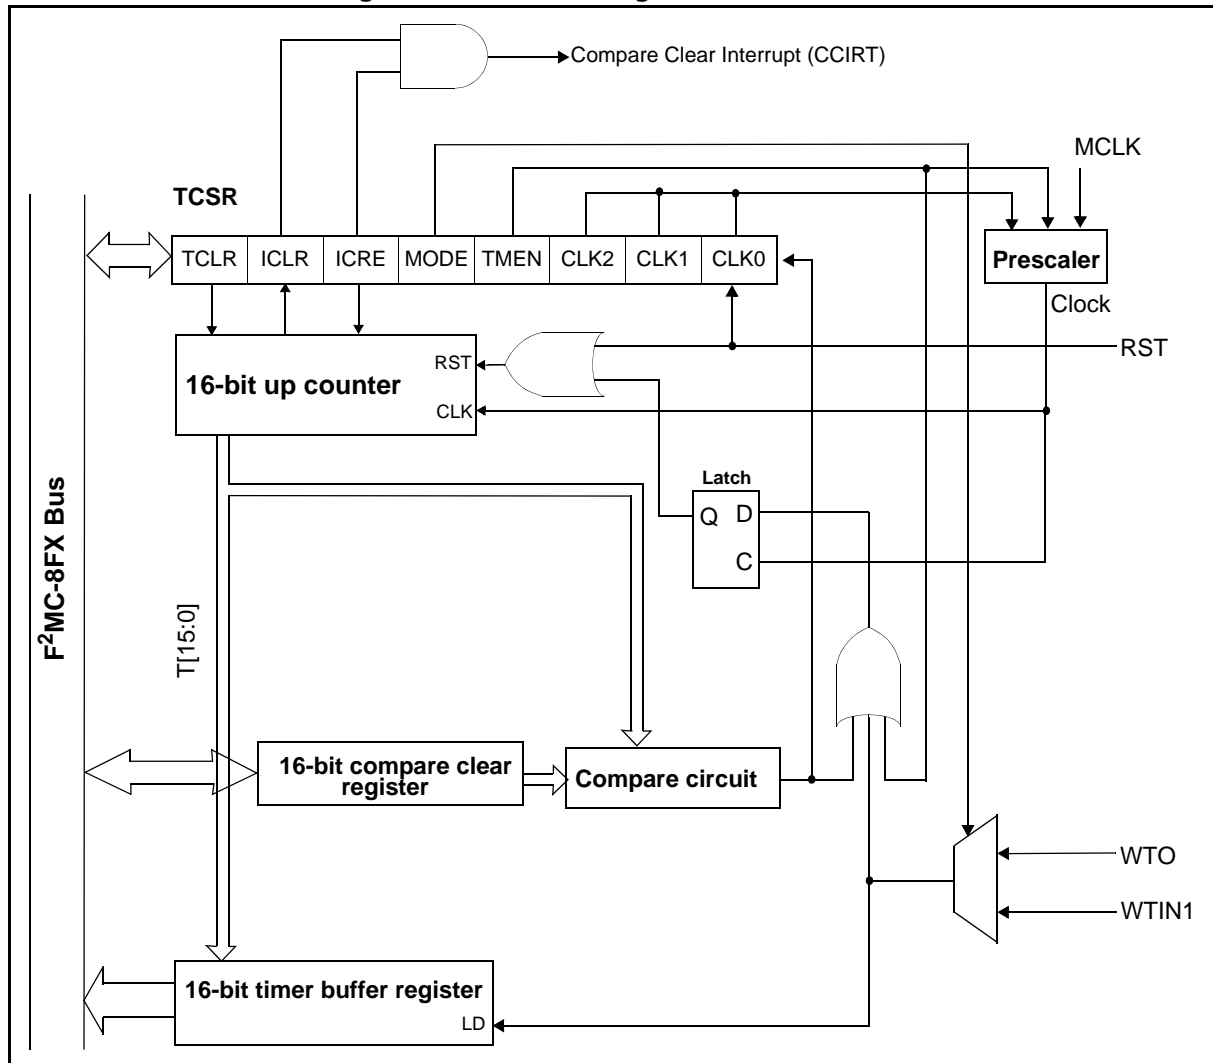 Compare Clear Interrupt (CCIRT)
MCLK
TCSR
TCLR ICLR ICRE MODE TMEN CLK2 CLK1 CLK0
Prescaler
Clock
RST
RST
16-bit up counter
CLK
Latch
Q D
C
F²MC-8FX Bus
T[15:0]
16-bit compare clear
register
Compare circuit
WTO
WTIN1
16-bit timer buffer register
LD